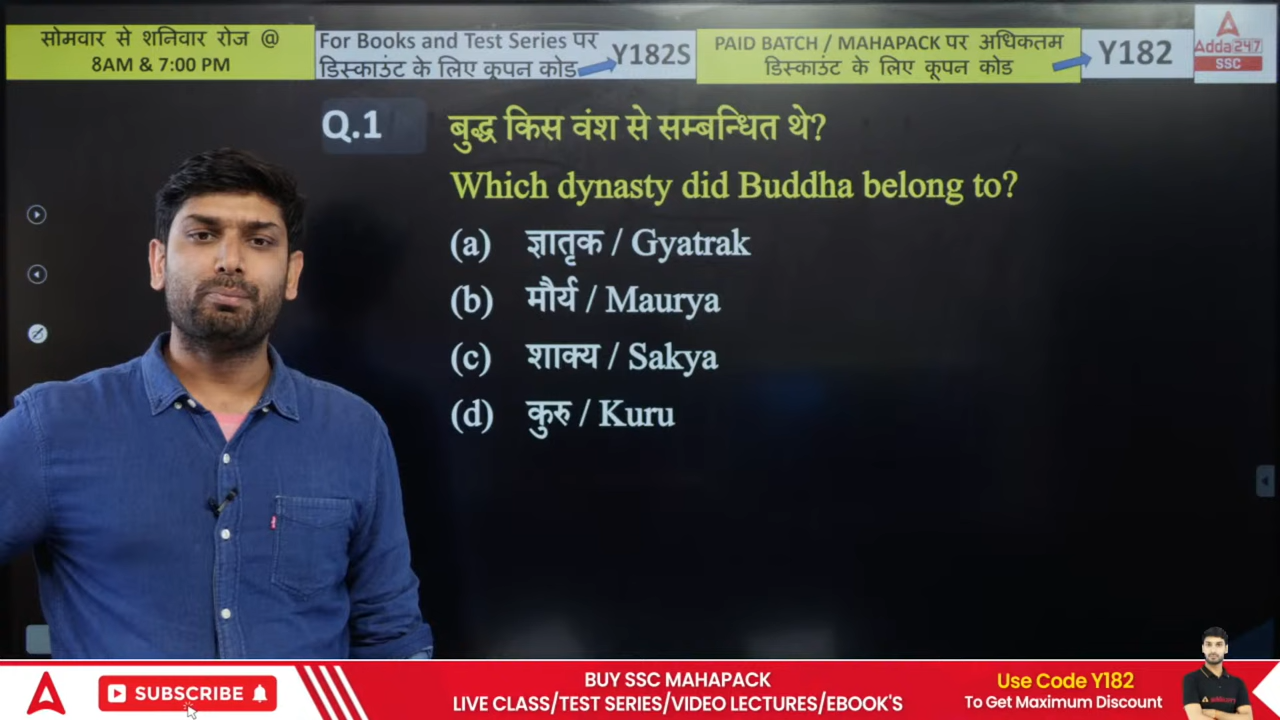 सोमवार से शनिवार रोज @
8AM & 7:00 PM
For Books and Test Series पर
डिस्काउंट के लिए कूपन कोड
Y182S
PAID BATCH / MAHAPACK पर अधिकतम
डिस्काउंट के लिए कूपन कोड
Y182
Adda247
SSC
Q.1
बुद्ध किस वंश से सम्बन्धित थे?
Which dynasty did Buddha belong to?
(a) ज्ञातृक / Gyatrak
(b) मौर्य / Maurya
(c) शाक्य / Sakya
(d) कुरु / Kuru
SUBSCRIBE
BUY SSC MAHAPACK
LIVE CLASS/TEST SERIES/VIDEO LECTURES/EBOOK'S
Use Code Y182
To Get Maximum Discount